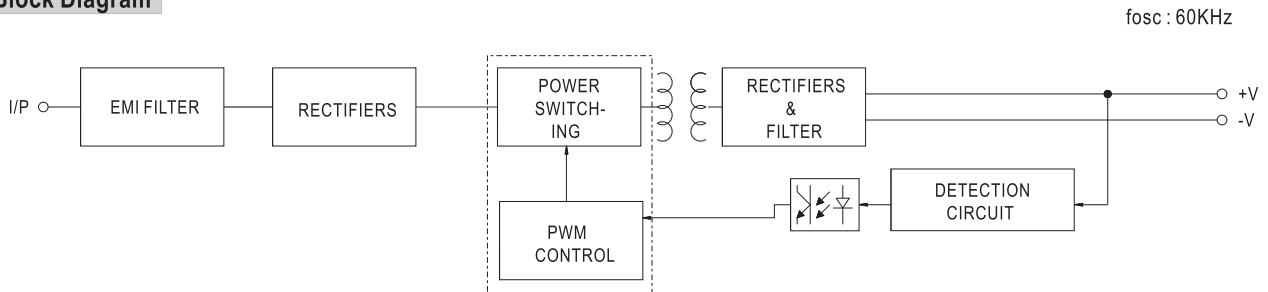 Block Diagram
fosc : 60KHz
I/P
EMI FILTER
RECTIFIERS
POWER
SWITCH-
ING
RECTIFIERS
&
FILTER
+V
-V
DETECTION
CIRCUIT
PWM
CONTROL